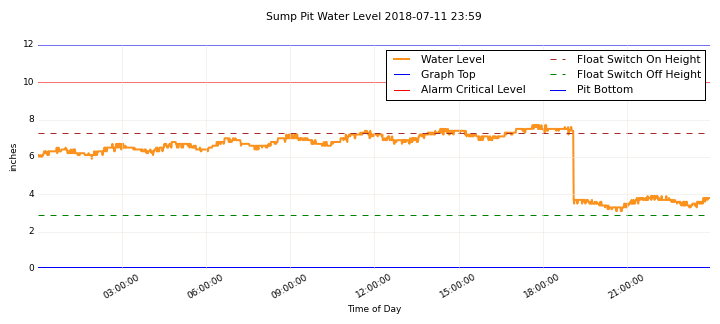 Sump Pit Water Level 2018-07-11 23:59
12
10
8
6
4
2
0
inches
Water Level
Graph Top
Alarm Critical Level
Float Switch On Height
Float Switch Off Height
Pit Bottom
03:00:00
06:00:00
09:00:00
12:00:00
15:00:00
18:00:00
21:00:00
Time of Day